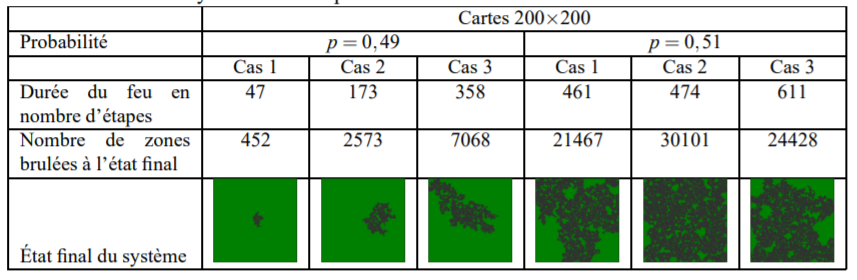 Cartes 200×200
Probabilité p = 0,49 p = 0,51
Cas 1 Cas 2 Cas 3 Cas 1 Cas 2 Cas 3
Durée du feu en
nombre d'étapes
47 173 358 461 474 611
Nombre de zones
brulées à l'état final
452 2573 7068 21467 30101 24428
État final du système